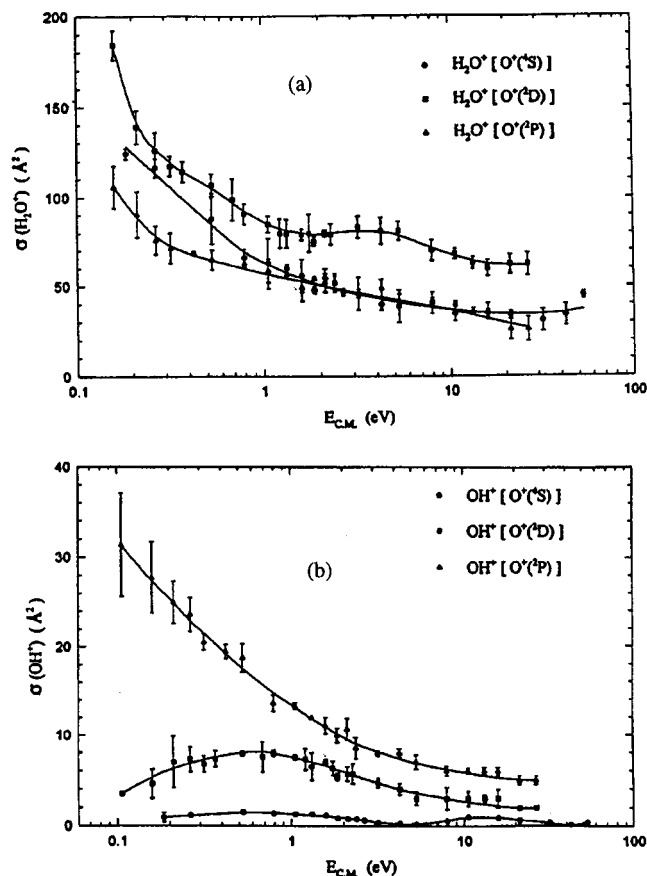 200
150
100
50
0
σ(H₂O⁺) (Å²)
(a)
H₂O⁺ [ O⁺(⁴S) ]
H₂O⁺ [ O⁺(²D) ]
H₂O⁺ [ O⁺(²P) ]
0.1
1
10
100
E_C.M. (eV)
40
30
20
10
0
σ(OH⁺) (Å²)
(b)
OH⁺ [ O⁺(⁴S) ]
OH⁺ [ O⁺(²D) ]
OH⁺ [ O⁺(²P) ]
0.1
1
10
100
E_C.M. (eV)